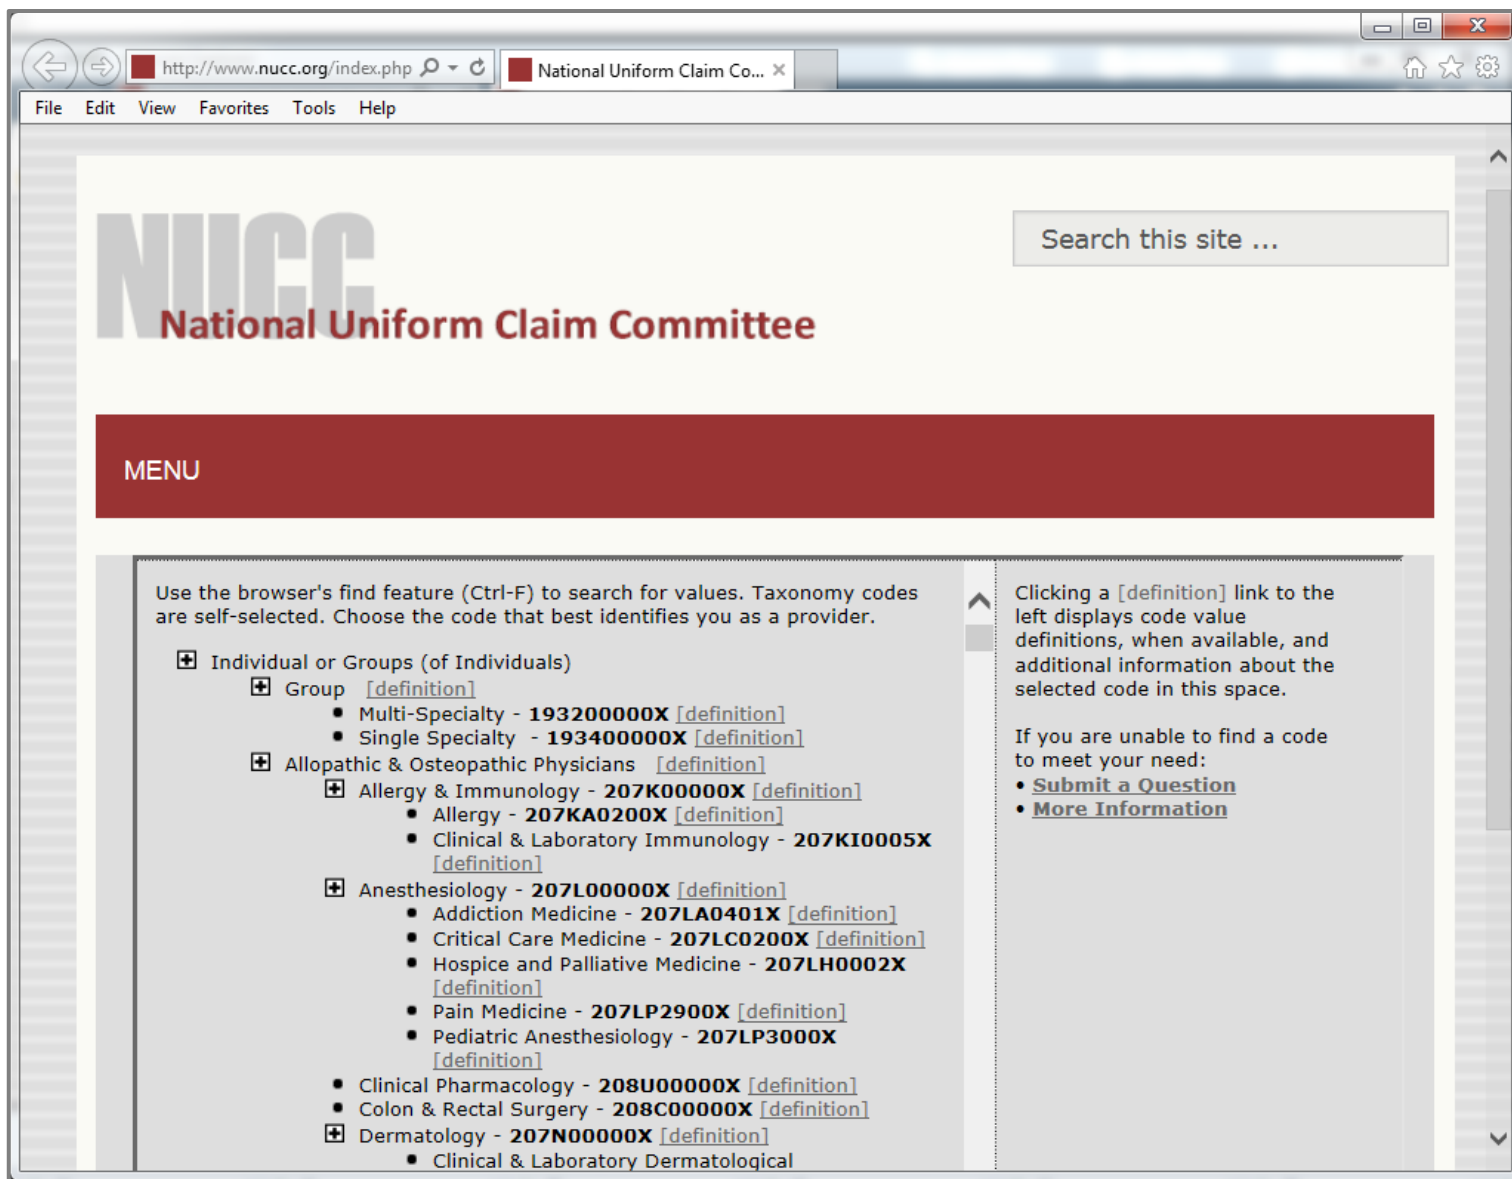 http://www.nucc.org/index.php
National Uniform Claim Co...
File Edit View Favorites Tools Help
NUCC
National Uniform Claim Committee
Search this site ...
MENU
Use the browser's find feature (Ctrl-F) to search for values. Taxonomy codes
are self-selected. Choose the code that best identifies you as a provider.
Individual or Groups (of Individuals)
Group [definition]
Multi-Specialty - 193200000X [definition]
Single Specialty - 193400000X [definition]
Allopathic & Osteopathic Physicians [definition]
Allergy & Immunology - 207K00000X [definition]
Allergy - 207KA0200X [definition]
Clinical & Laboratory Immunology - 207KI0005X
[definition]
Anesthesiology - 207L00000X [definition]
Addiction Medicine - 207LA0401X [definition]
Critical Care Medicine - 207LC0200X [definition]
Hospice and Palliative Medicine - 207LH0002X
[definition]
Pain Medicine - 207LP2900X [definition]
Pediatric Anesthesiology - 207LP3000X
[definition]
Clinical Pharmacology - 208U00000X [definition]
Colon & Rectal Surgery - 208C00000X [definition]
Dermatology - 207N00000X [definition]
Clinical & Laboratory Dermatological
Clicking a [definition] link to the
left displays code value
definitions, when available, and
additional information about the
selected code in this space.
If you are unable to find a code
to meet your need:
• Submit a Question
• More Information